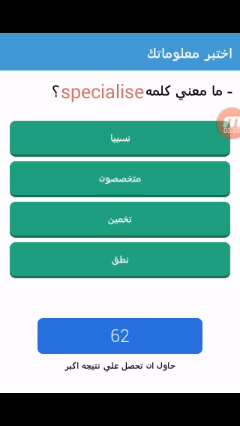 اختبر معلوماتك
- ما معني كلمه specialise ؟
نسبيا
متخصصون
تخمين
نطق
62
حاول ان تحصل علي نتيجه اكبر